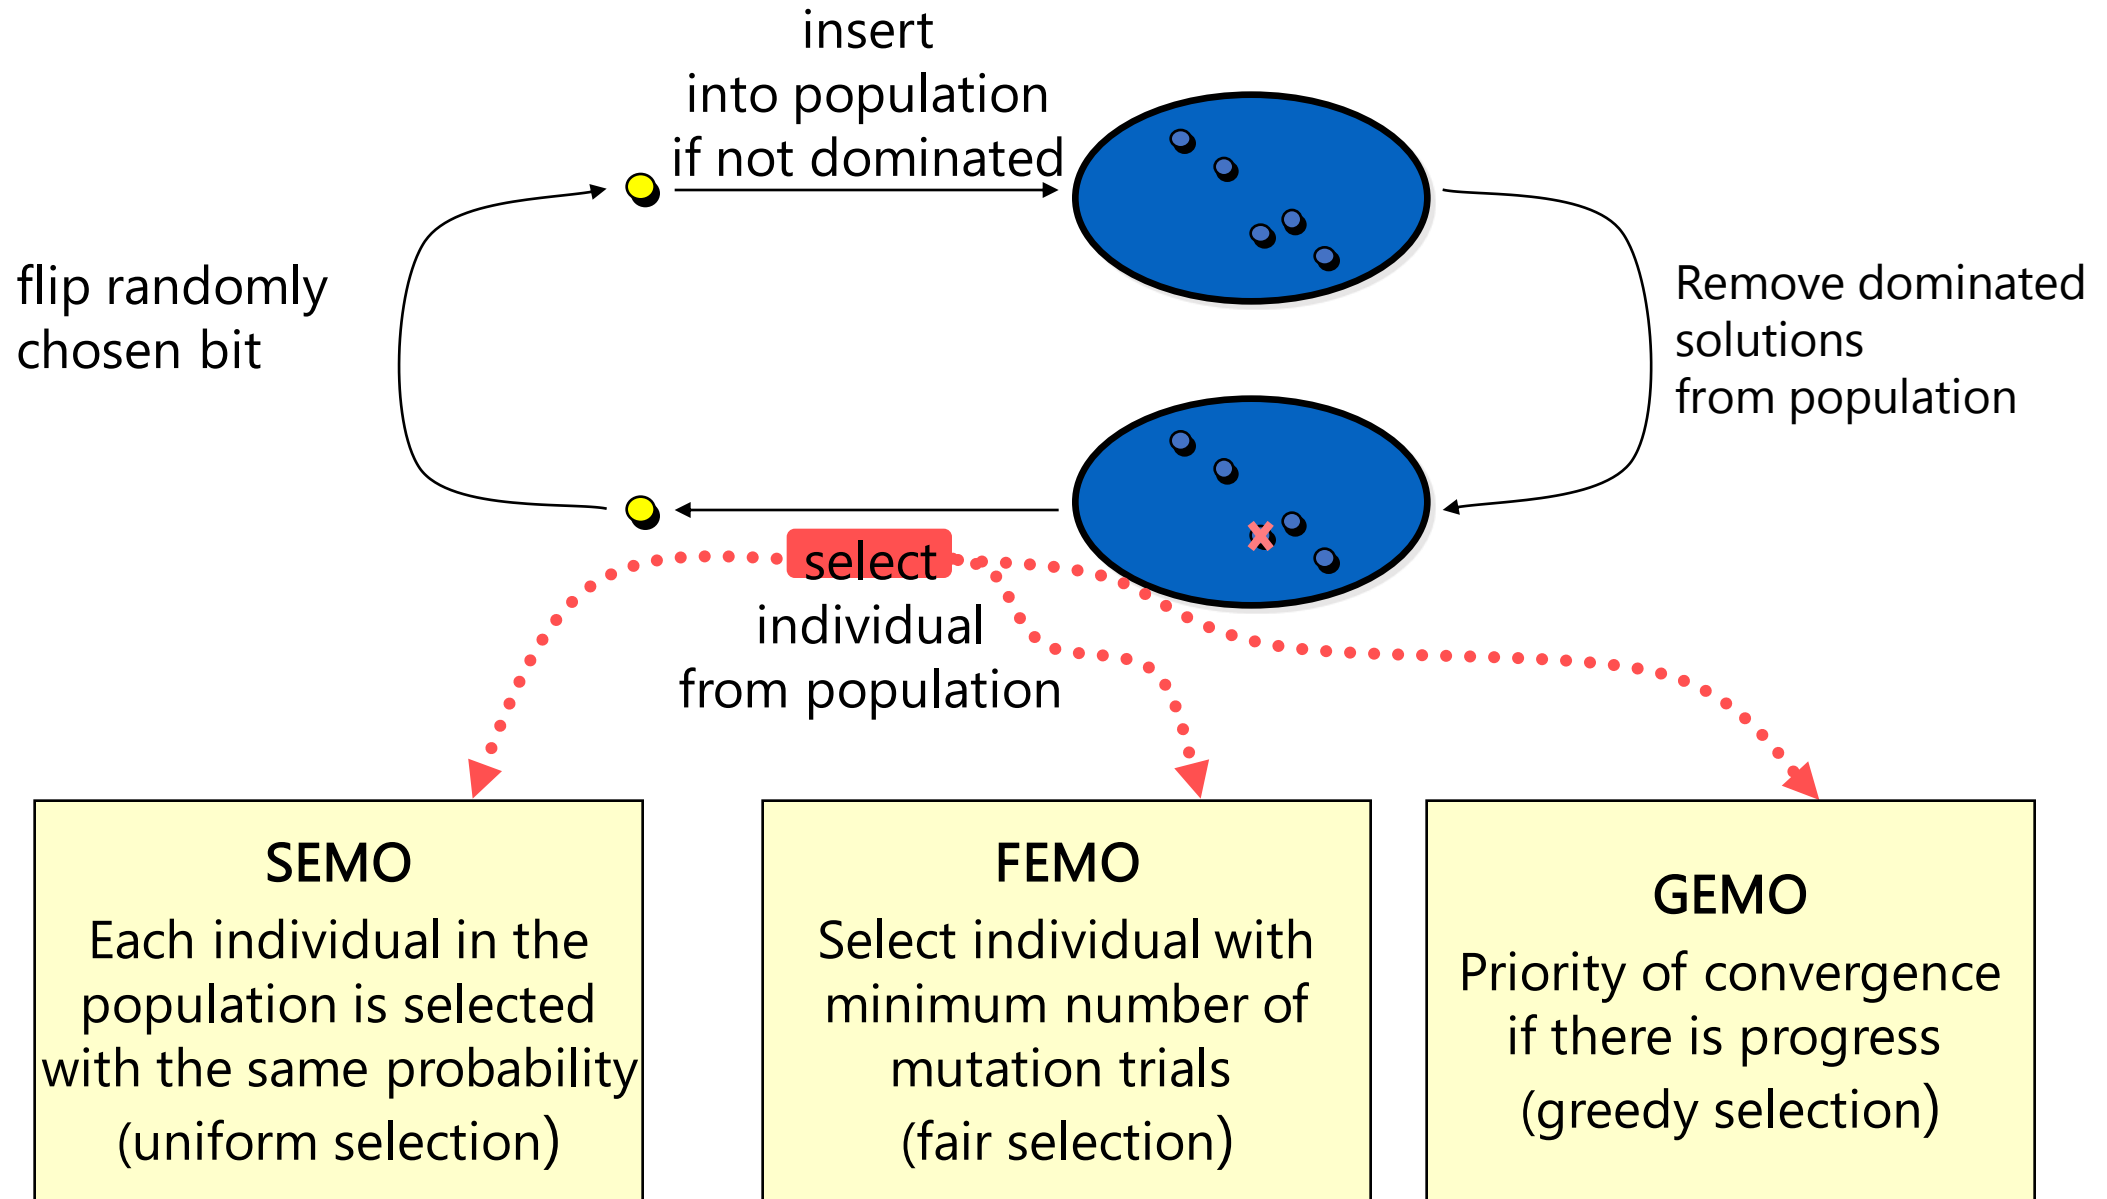 insert
into population
if not dominated
flip randomly
chosen bit
Remove dominated
solutions
from population
select
individual
from population
SEMO
Each individual in the
population is selected
with the same probability
(uniform selection)
FEMO
Select individual with
minimum number of
mutation trials
(fair selection)
GEMO
Priority of convergence
if there is progress
(greedy selection)